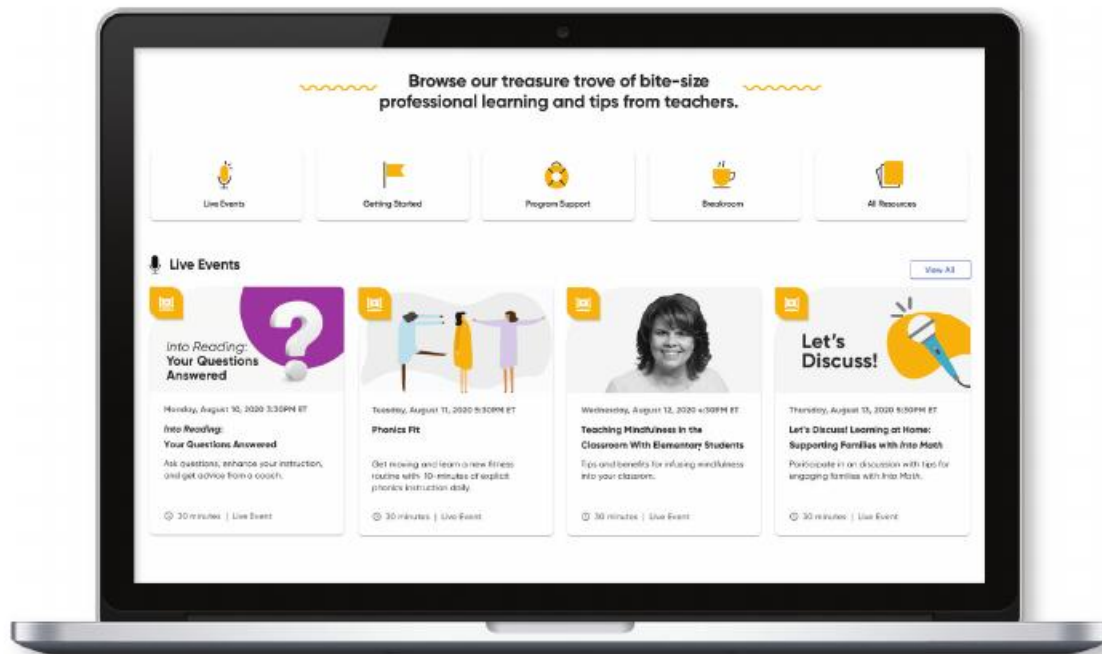 Browse our treasure trove of bite-size
professional learning and tips from teachers.
Live Events
Getting Started
Program Support
Breakroom
All Resources
Live Events
View All
Into Reading:
Your Questions
Answered
Let's
Discuss!
Monday, August 10, 2020 3:30PM ET
Into Reading:
Your Questions Answered
Ask questions, enhance your instruction,
and get advice from a coach.
30 minutes | Live Event
Tuesday, August 11, 2020 5:30PM ET
Phonics Fit
Get moving and learn a new fitness
routine with 10-minutes of explicit
phonics instruction daily.
30 minutes | Live Event
Wednesday, August 12, 2020 4:30PM ET
Teaching Mindfulness in the
Classroom With Elementary Students
Tips and benefits for infusing mindfulness
into your classroom.
30 minutes | Live Event
Thursday, August 13, 2020 5:30PM ET
Let's Discuss! Learning at Home:
Supporting Families with Into Math
Participate in an discussion with tips for
engaging families with Into Math.
30 minutes | Live Event